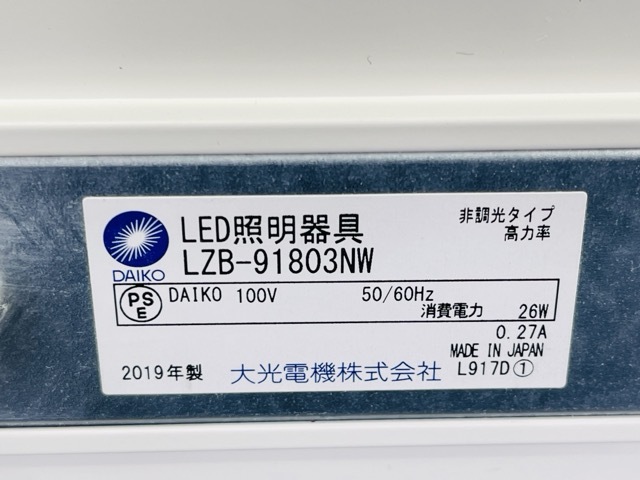 LED照明器具
非調光タイプ
高力率
LZB-91803NW
DAIKO
PS
E
DAIKO 100V 50/60Hz
消費電力 26W
0.27A
MADE IN JAPAN
2019年製 大光電機株式会社 L917D①